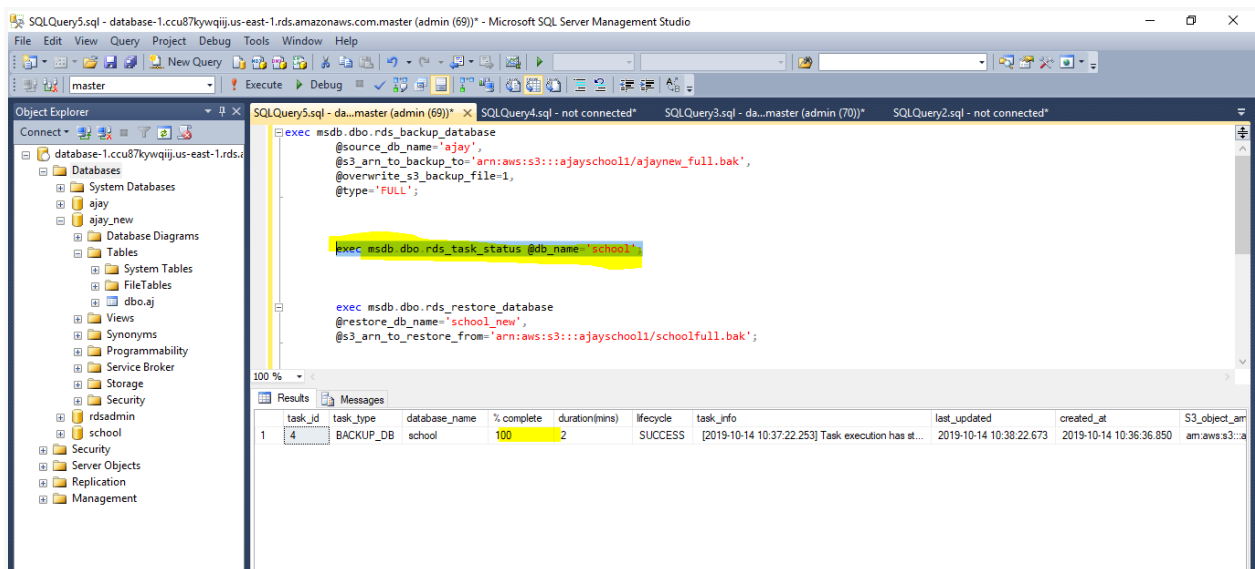 SQLQuery5.sql - database-1.ccu87kywqiij.us-east-1.rds.amazonaws.com.master (admin (69))* - Microsoft SQL Server Management Studio
File Edit View Query Project Debug Tools Window Help
New Query
master
Execute Debug
Object Explorer
Connect
database-1.ccu87kywqiij.us-east-1.rds.a
Databases
System Databases
ajay
ajay_new
Database Diagrams
Tables
System Tables
FileTables
dbo.aj
Views
Synonyms
Programmability
Service Broker
Storage
Security
rdsadmin
school
Security
Server Objects
Replication
Management
SQLQuery5.sql - da...master (admin (69))* SQLQuery4.sql - not connected* SQLQuery3.sql - da...master (admin (70))* SQLQuery2.sql - not connected*
exec msdb.dbo.rds_backup_database
@source_db_name='ajay',
@s3_arn_to_backup_to='arn:aws:s3:::ajayschool1/ajaynew_full.bak',
@overwrite_s3_backup_file=1,
@type='FULL';
exec msdb.dbo.rds_task_status @db_name='school';
exec msdb.dbo.rds_restore_database
@restore_db_name='school_new',
@s3_arn_to_restore_from='arn:aws:s3:::ajayschool1/schoolfull.bak';
100 %
Results Messages
task_id task_type database_name % complete duration(mins) lifecycle task_info last_updated created_at S3_object_arn
1 4 BACKUP_DB school 100 2 SUCCESS [2019-10-14 10:37:22.253] Task execution has st... 2019-10-14 10:38:22.673 2019-10-14 10:36:36.850 arn:aws:s3:::a